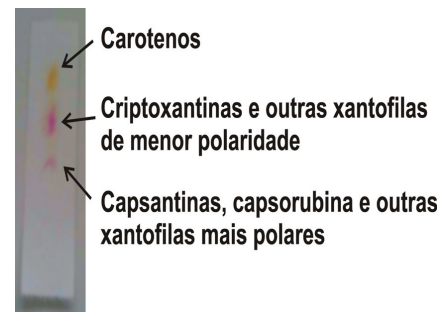 Carotenos
Criptoxantinas e outras xantofilas
de menor polaridade
Capsantinas, capsorubina e outras
xantofilas mais polares